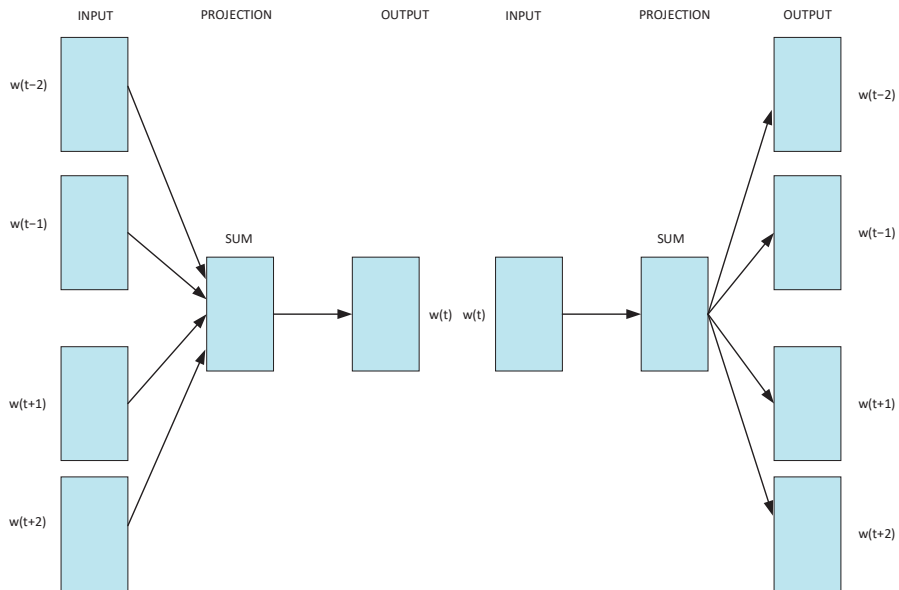 INPUT PROJECTION OUTPUT INPUT PROJECTION OUTPUT
w(t−2)
w(t−1)
SUM
w(t+1)
w(t+2)
w(t) w(t)
SUM
w(t−2)
w(t−1)
w(t+1)
w(t+2)